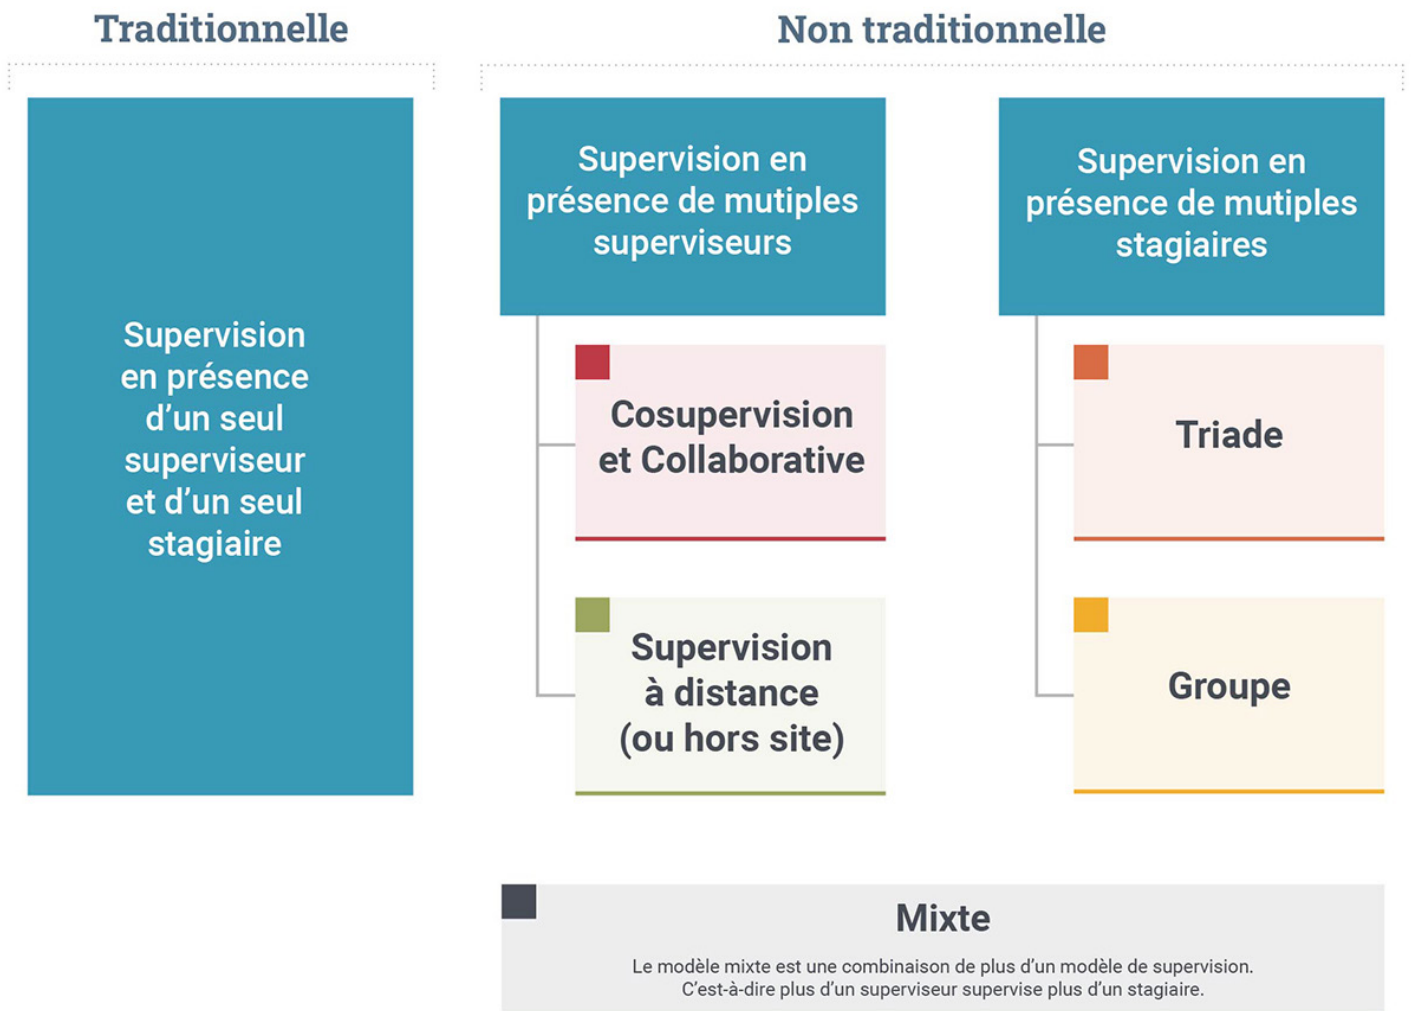 Traditionnelle
Non traditionnelle
Supervision
en présence
d’un seul
superviseur
et d’un seul
stagiaire
Supervision en
présence de mutiples
superviseurs
Cosupervision
et Collaborative
Supervision
à distance
(ou hors site)
Supervision en
présence de mutiples
stagiaires
Triade
Groupe
Mixte
Le modèle mixte est une combinaison de plus d’un modèle de supervision.
C’est-à-dire plus d’un superviseur supervise plus d’un stagiaire.